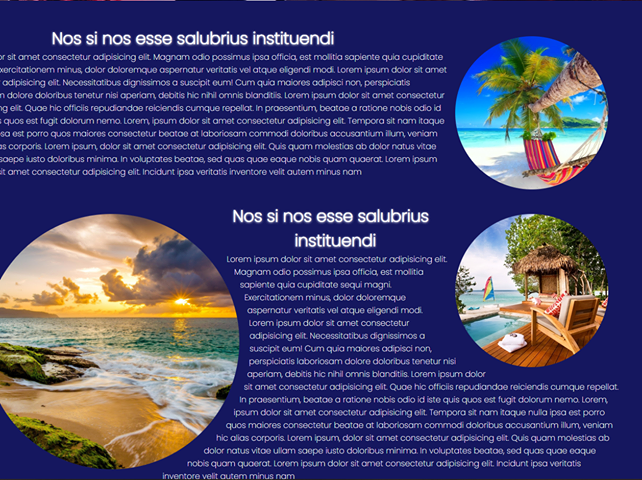 Nos si nos esse salubrius instituendi
or sit amet consectetur adipisicing elit. Magnam odio possimus ipsa officia, est mollitia sapiente quia cupiditate
exercitationem minus, dolor doloremque aspernatur veritatis vel atque eligendi modi. Lorem ipsum dolor sit amet
adipisicing elit. Necessitatibus dignissimos a suscipit eum! Cum quia maiores adipisci non, perspiciatis
dolore doloribus tenetur nisi aperiam, debitis hic nihil omnis blanditiis. Lorem ipsum dolor sit amet consectetur
ng elit. Quae hic officiis repudiandae reiciendis cumque repellat. In praesentium, beatae a ratione nobis odio id
s quos est fugit dolorum nemo. Lorem, ipsum dolor sit amet consectetur adipisicing elit. Tempora sit nam itaque
sa est porro quos maiores consectetur beatae at laboriosam commodi doloribus accusantium illum, veniam
as corporis. Lorem ipsum, dolor sit amet consectetur adipisicing elit. Quis quam molestias ab dolor natus vitae
saepe iusto doloribus minima. In voluptates beatae, sed quas quae eaque nobis quam quaerat. Lorem ipsum
sit amet consectetur adipisicing elit. Incidunt ipsa veritatis inventore velit autem minus nam
Nos si nos esse salubrius
instituendi
Lorem ipsum dolor sit amet consectetur adipisicing elit.
Magnam odio possimus ipsa officia, est mollitia
sapiente quia cupiditate sequi magni.
Exercitationem minus, dolor doloremque
aspernatur veritatis vel atque eligendi modi.
Lorem ipsum dolor sit amet consectetur
adipisicing elit. Necessitatibus dignissimos a
suscipit eum! Cum quia maiores adipisci non,
perspiciatis laboriosam dolore doloribus tenetur nisi
aperiam, debitis hic nihil omnis blanditiis. Lorem ipsum dolor
sit amet consectetur adipisicing elit. Quae hic officiis repudiandae reiciendis cumque repellat.
In praesentium, beatae a ratione nobis odio id iste quis quos est fugit dolorum nemo. Lorem,
ipsum dolor sit amet consectetur adipisicing elit. Tempora sit nam itaque nulla ipsa est porro
quos maiores consectetur beatae at laboriosam commodi doloribus accusantium illum, veniam
hic alias corporis. Lorem ipsum, dolor sit amet consectetur adipisicing elit. Quis quam molestias ab
dolor natus vitae ullam saepe iusto doloribus minima. In voluptates beatae, sed quas quae eaque
nobis quam quaerat. Lorem ipsum dolor sit amet consectetur adipisicing elit. Incidunt ipsa veritatis
inventore velit autem minus nam